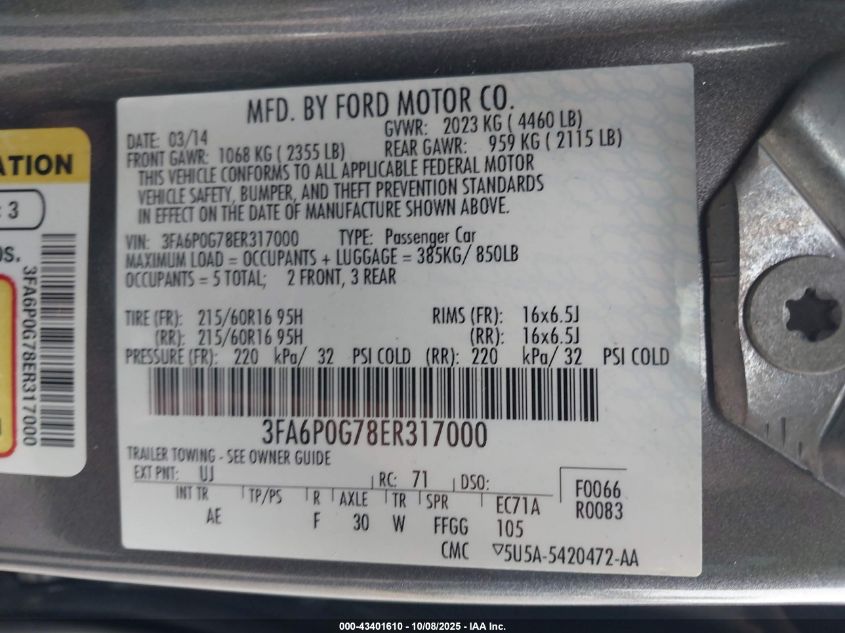 MFD. BY FORD MOTOR CO.
DATE: 03/14 GVWR: 2023 KG ( 4460 LB)
FRONT GAWR: 1068 KG ( 2355 LB) REAR GAWR: 959 KG ( 2115 LB)
THIS VEHICLE CONFORMS TO ALL APPLICABLE FEDERAL MOTOR
VEHICLE SAFETY, BUMPER, AND THEFT PREVENTION STANDARDS
IN EFFECT ON THE DATE OF MANUFACTURE SHOWN ABOVE.
VIN: 3FA6P0G78ER317000 TYPE: Passenger Car
MAXIMUM LOAD = OCCUPANTS + LUGGAGE = 385KG/ 850LB
OCCUPANTS = 5 TOTAL; 2 FRONT, 3 REAR
TIRE (FR): 215/60R16 95H RIMS (FR): 16x6.5J
(RR): 215/60R16 95H (RR): 16x6.5J
PRESSURE (FR): 220 kPa/ 32 PSI COLD (RR): 220 kPa/ 32 PSI COLD
3FA6P0G78ER317000
TRAILER TOWING - SEE OWNER GUIDE
EXT PNT: UJ RC: 71 DSO: F0066
INT TR TP/PS R AXLE TR SPR EC71A R0083
AE F 30 W FFGG 105
CMC ▽5U5A-5420472-AA
ATION
: 3
OS.
3FA6P0G78ER317000
000-43401610 - 10/08/2025 - IAA Inc.